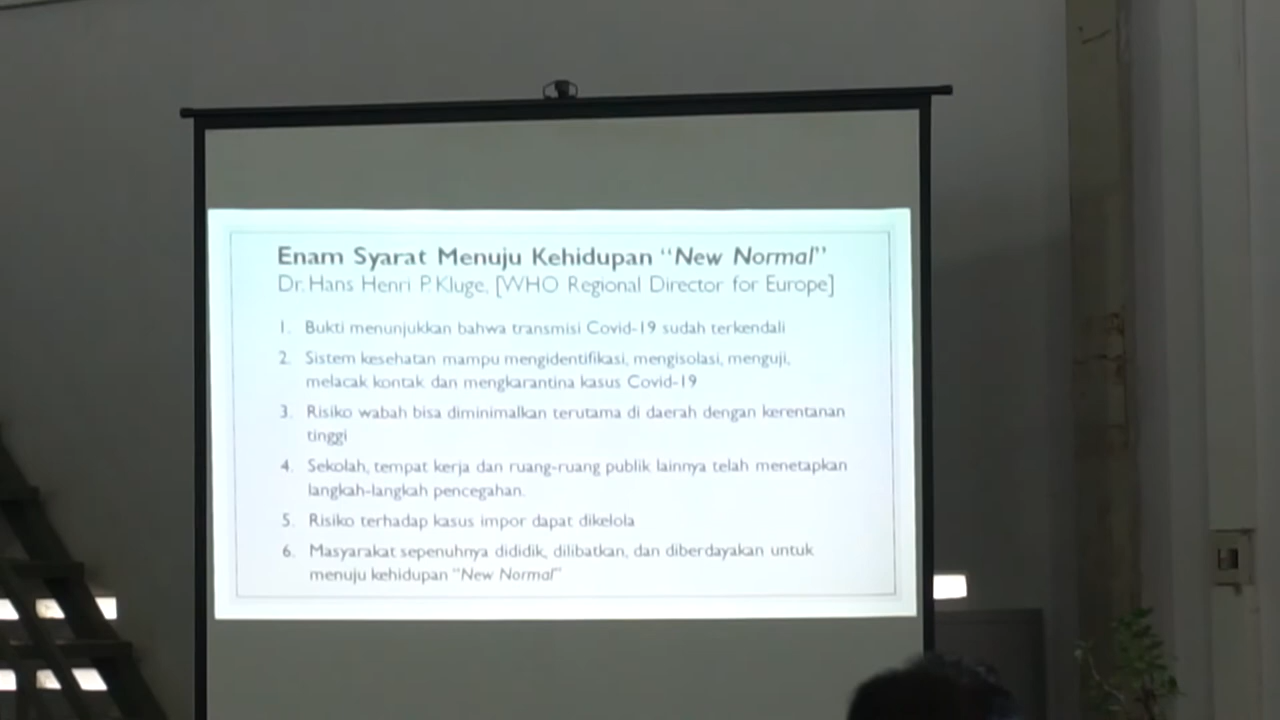 Enam Syarat Menuju Kehidupan "New Normal"
Dr. Hans Henri P. Kluge, [WHO Regional Director for Europe]
1. Bukti menunjukkan bahwa transmisi Covid-19 sudah terkendali
2. Sistem kesehatan mampu mengidentifikasi, mengisolasi, menguji,
melacak kontak dan mengkarantina kasus Covid-19
3. Risiko wabah bisa diminimalkan terutama di daerah dengan kerentanan
tinggi
4. Sekolah, tempat kerja dan ruang-ruang publik lainnya telah menetapkan
langkah-langkah pencegahan.
5. Risiko terhadap kasus impor dapat dikelola
6. Masyarakat sepenuhnya dididik, dilibatkan, dan diberdayakan untuk
menuju kehidupan "New Normal"